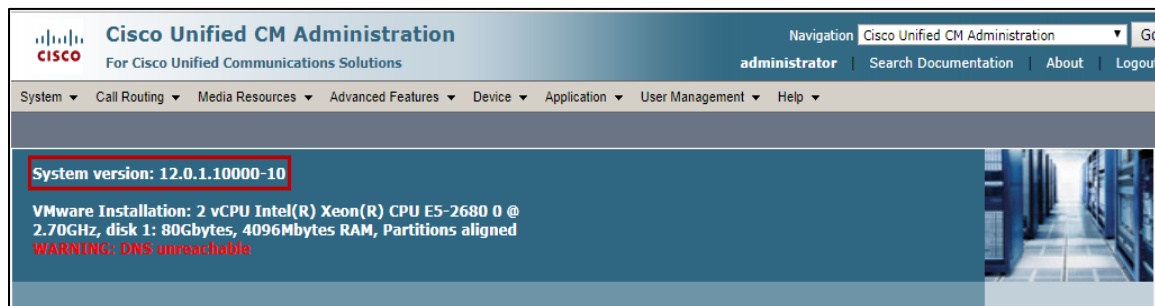 Cisco Unified CM Administration
For Cisco Unified Communications Solutions
CISCO
Navigation Cisco Unified CM Administration Go
administrator | Search Documentation | About | Logout
System Call Routing Media Resources Advanced Features Device Application User Management Help
System version: 12.0.1.10000-10
VMware Installation: 2 vCPU Intel(R) Xeon(R) CPU E5-2680 0 @
2.70GHz, disk 1: 80Gbytes, 4096Mbytes RAM, Partitions aligned
WARNING: DNS unreachable